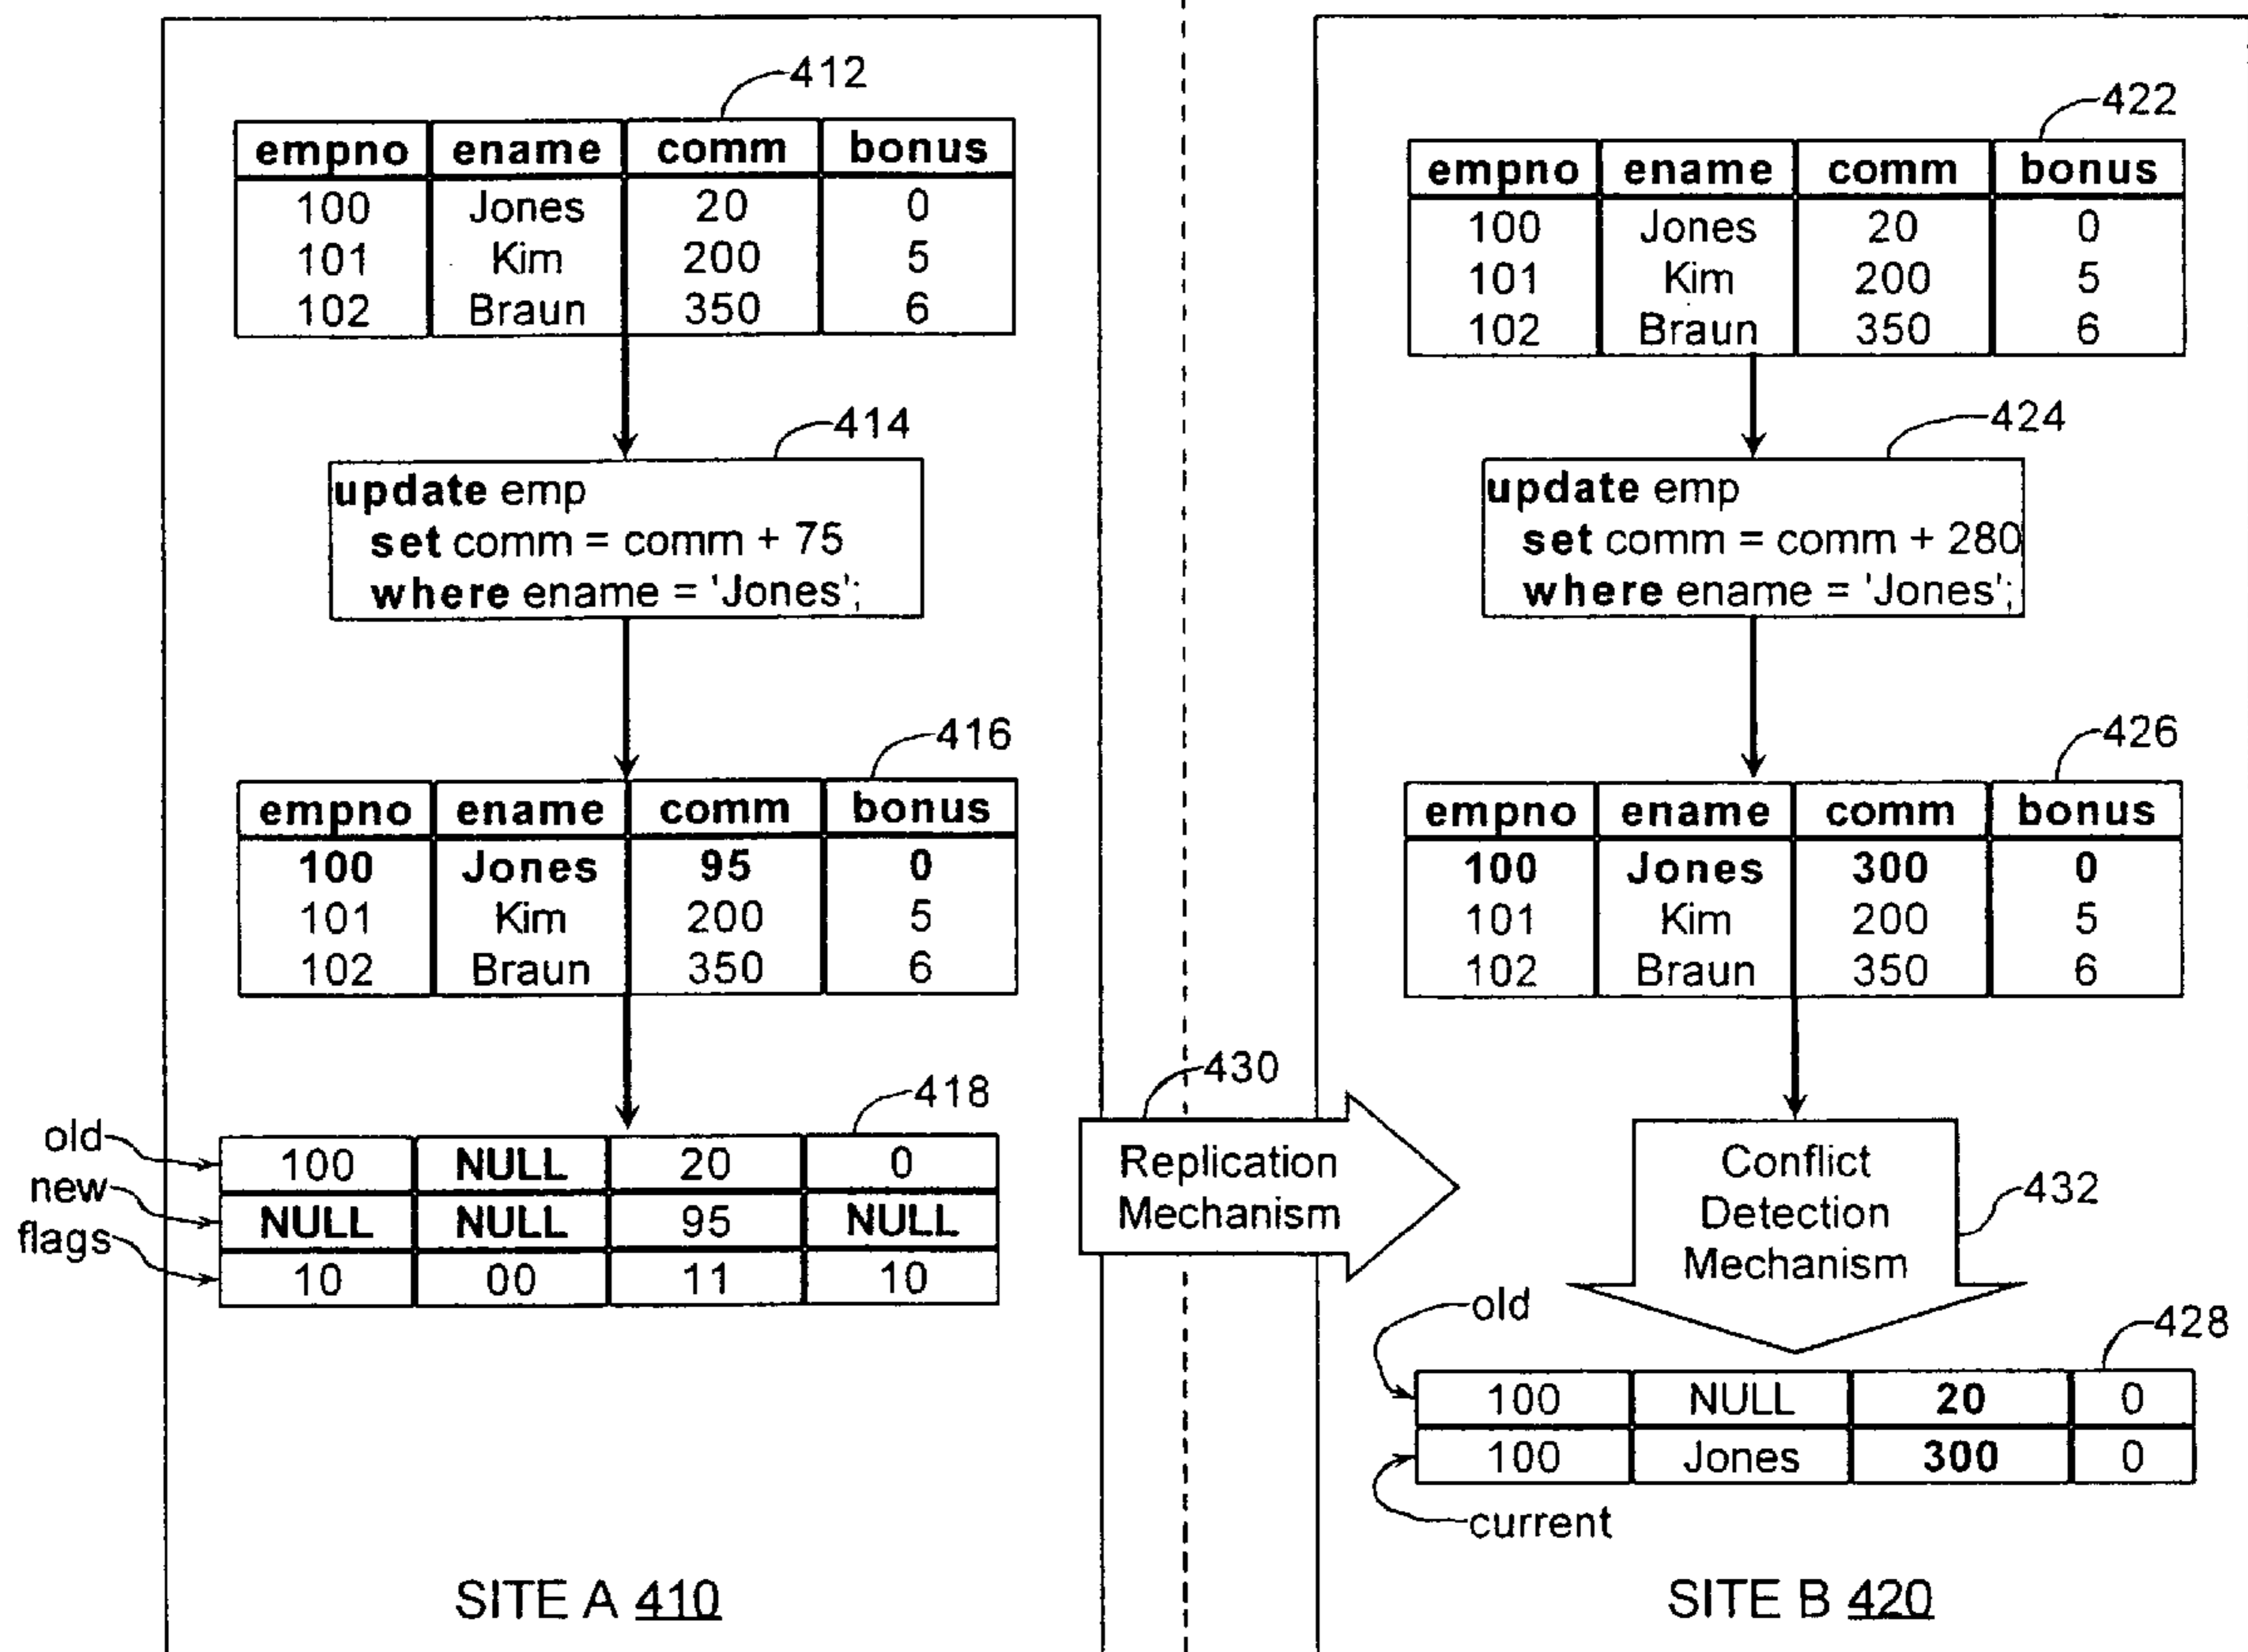 412
empno ename comm bonus
100 Jones 20 0
101 Kim 200 5
102 Braun 350 6
414
update emp
set comm = comm + 75
where ename = 'Jones';
416
empno ename comm bonus
100 Jones 95 0
101 Kim 200 5
102 Braun 350 6
418
old 100 NULL 20 0
new NULL NULL 95 NULL
flags 10 00 11 10
SITE A 410
430
Replication
Mechanism
422
empno ename comm bonus
100 Jones 20 0
101 Kim 200 5
102 Braun 350 6
424
update emp
set comm = comm + 280
where ename = 'Jones';
426
empno ename comm bonus
100 Jones 300 0
101 Kim 200 5
102 Braun 350 6
Conflict
Detection
Mechanism
432
old
428
100 NULL 20 0
100 Jones 300 0
current
SITE B 420